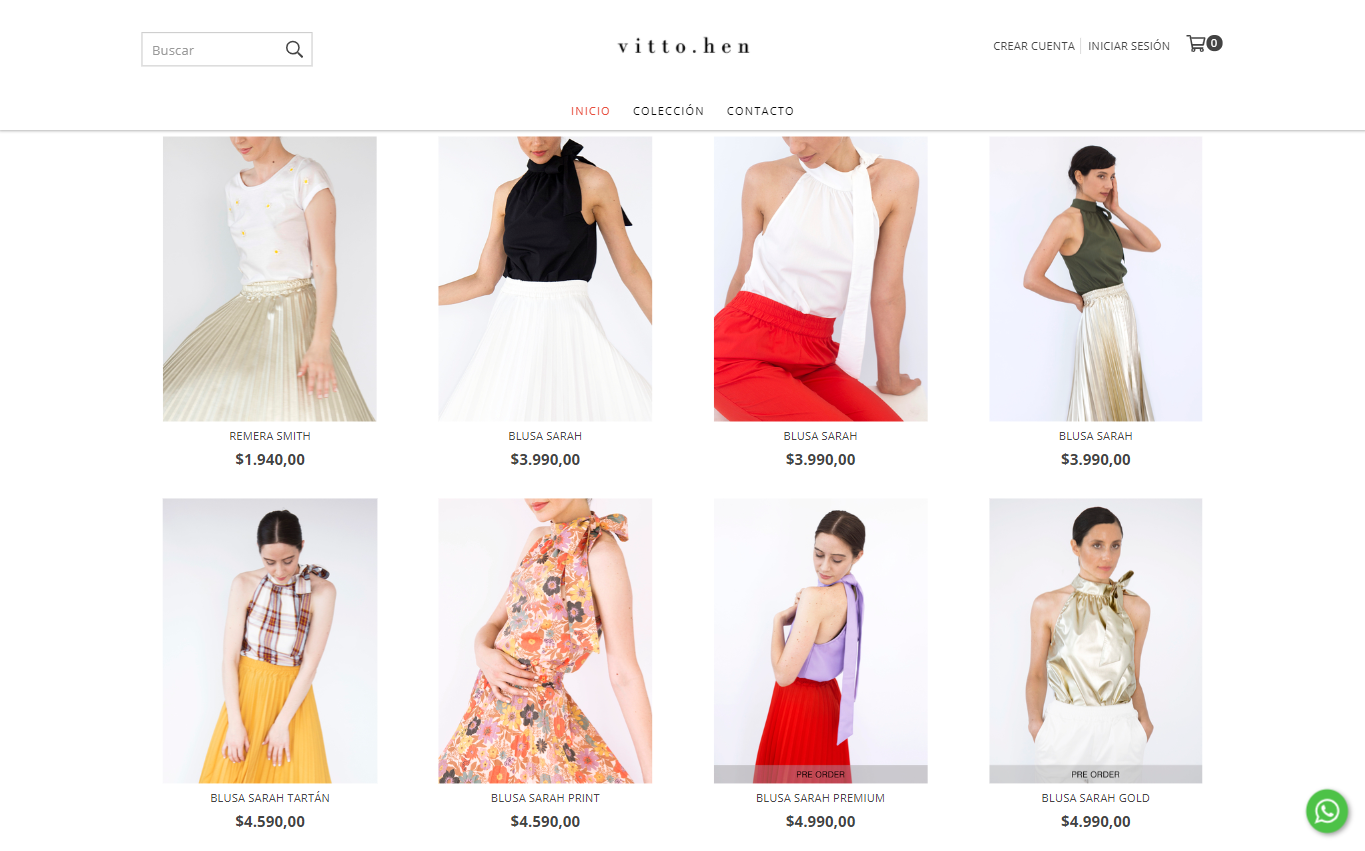 Buscar
vitto.hen
CREAR CUENTA
INICIAR SESIÓN
0
INICIO
COLECCIÓN
CONTACTO
REMERA SMITH
$1.940,00
BLUSA SARAH
$3.990,00
BLUSA SARAH
$3.990,00
BLUSA SARAH
$3.990,00
BLUSA SARAH TARTÁN
$4.590,00
BLUSA SARAH PRINT
$4.590,00
PRE ORDER
BLUSA SARAH PREMIUM
$4.990,00
PRE ORDER
BLUSA SARAH GOLD
$4.990,00